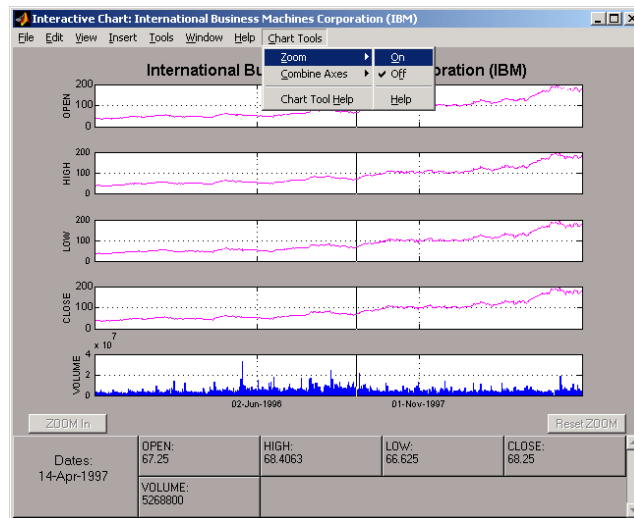 Interactive Chart: International Business Machines Corporation (IBM)
File Edit View Insert Tools Window Help Chart Tools
Zoom
Combine Axes
Chart Tool Help
On
Off
Help
International Bu oration (IBM)
OPEN
200
100
0
HIGH
200
100
0
LOW
200
100
0
CLOSE
200
100
0
x 10^7
VOLUME
4
2
0
02-Jun-1996 01-Nov-1997
ZOOM In Reset ZOOM
Dates:
14-Apr-1997
OPEN:
67.25
HIGH:
68.4063
LOW:
66.625
CLOSE:
68.25
VOLUME:
5268800